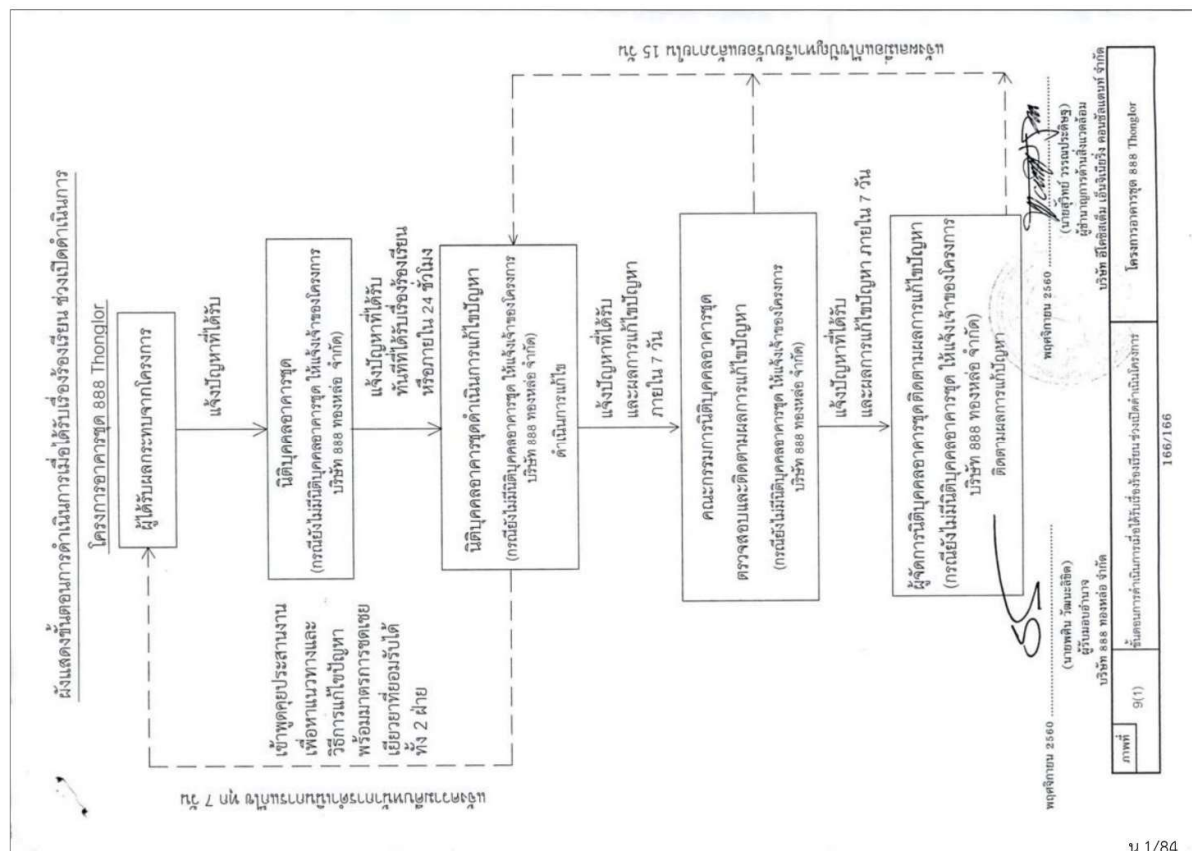 ผังแสดงขั้นตอนการดำเนินการเมื่อได้รับเรื่องร้องเรียน ช่วงเปิดดำเนินการ
โครงการอาคารชุด 888 Thonglor
ผู้ได้รับผลกระทบจากโครงการ
แจ้งปัญหาที่ได้รับ
นิติบุคคลอาคารชุด
(กรณียังไม่มีนิติบุคคลอาคารชุด ให้แจ้งเจ้าของโครงการ
บริษัท 888 ทองหล่อ จำกัด)
เข้าพูดคุยประสานงาน
เพื่อหาแนวทางและ
วิธีการแก้ไขปัญหา
พร้อมมาตรการชดเชย
เยียวยาที่ยอมรับได้
ทั้ง 2 ฝ่าย
แจ้งปัญหาที่ได้รับ
ทันทีที่ได้รับเรื่องร้องเรียน
หรือภายใน 24 ชั่วโมง
นิติบุคคลอาคารชุดดำเนินการแก้ไขปัญหา
(กรณียังไม่มีนิติบุคคลอาคารชุด ให้แจ้งเจ้าของโครงการ
บริษัท 888 ทองหล่อ จำกัด)
ดำเนินการแก้ไข
แจ้งความคืบหน้าการดำเนินการแก้ไข ทุก 7 วัน
แจ้งปัญหาที่ได้รับ
และผลการแก้ไขปัญหา
ภายใน 7 วัน
คณะกรรมการนิติบุคคลอาคารชุด
ตรวจสอบและติดตามผลการแก้ไขปัญหา
(กรณียังไม่มีนิติบุคคลอาคารชุด ให้แจ้งเจ้าของโครงการ
บริษัท 888 ทองหล่อ จำกัด)
แจ้งปัญหาที่ได้รับ
และผลการแก้ไขปัญหา ภายใน 7 วัน
ผู้จัดการนิติบุคคลอาคารชุดติดตามผลการแก้ไขปัญหา
(กรณียังไม่มีนิติบุคคลอาคารชุด ให้แจ้งเจ้าของโครงการ
บริษัท 888 ทองหล่อ จำกัด)
ติดตามผลการแก้ปัญหา
แจ้งผลเมื่อแก้ไขปัญหาเรียบร้อยแล้วภายใน 15 วัน
พฤศจิกายน 2560
(นายพสิน วัฒนะลิขิต)
ผู้รับมอบอำนาจ
บริษัท 888 ทองหล่อ จำกัด
พฤศจิกายน 2560
(นายสุวิทย์ วรรณประดิษฐ)
ผู้ชำนาญการด้านสิ่งแวดล้อม
บริษัท อีโคซิสเต็ม เอ็นจิเนียริ่ง คอนซัลแตนท์ จำกัด
ภาพที่ 9(1) ขั้นตอนการดำเนินการเมื่อได้รับเรื่องร้องเรียน ช่วงเปิดดำเนินโครงการ โครงการอาคารชุด 888 Thonglor
166/166
บ 1/84